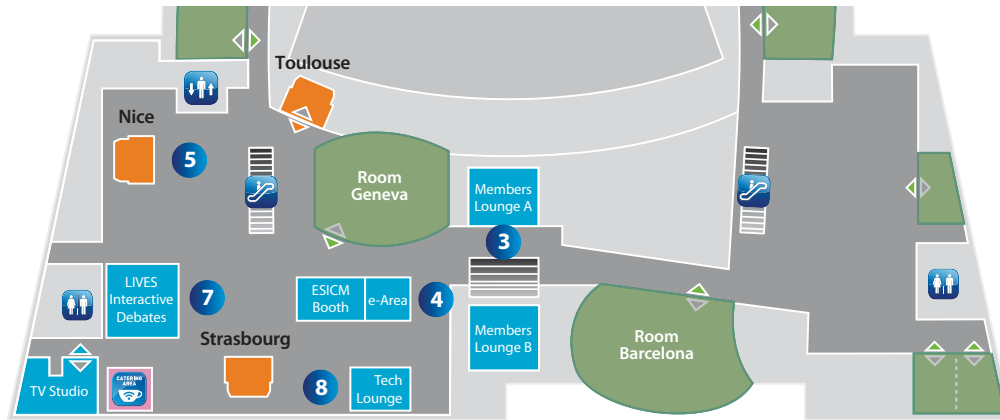 Toulouse
Nice
5
Room
Geneva
Members
Lounge A
3
LIVES
Interactive
Debates
7
ESICM
Booth
e-Area
4
Strasbourg
Members
Lounge B
Room
Barcelona
TV Studio
CATERING
AREA
8
Tech
Lounge